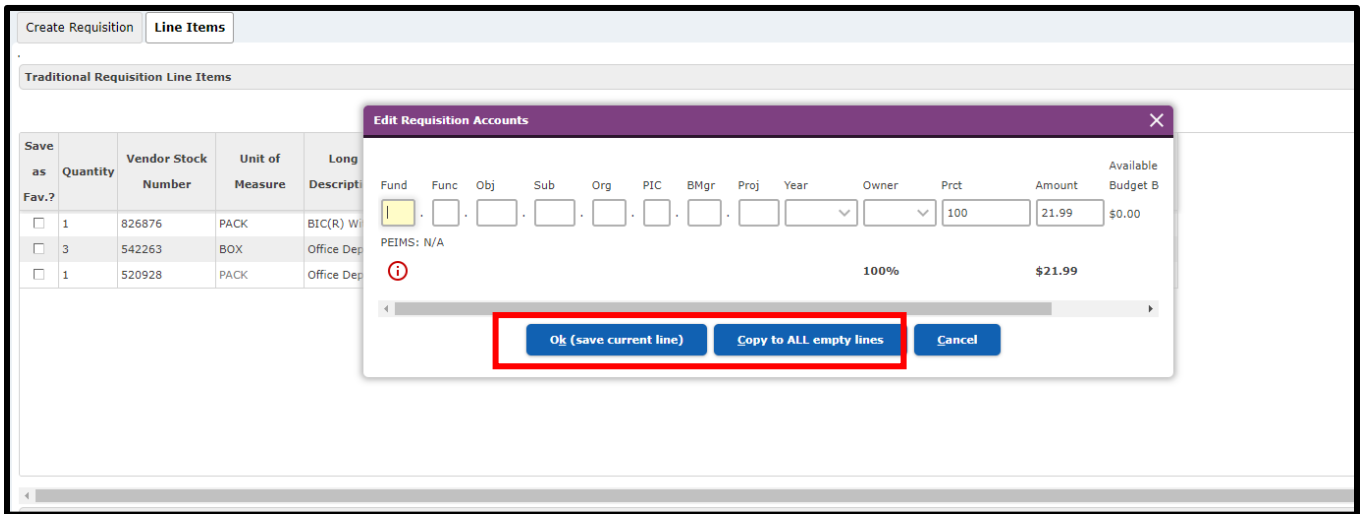 Create Requisition Line Items
Traditional Requisition Line Items
Edit Requisition Accounts
Save as Fav.? Quantity Vendor Stock Number Unit of Measure Long Descripti
1 826876 PACK BIC(R) Wi
3 542263 BOX Office Dep
1 520928 PACK Office Dep
Fund Func Obj Sub Org PIC BMgr Proj Year Owner Prct Amount Available Budget B
. . . . . . . 100 21.99 $0.00
PEIMS: N/A
100% $21.99
Ok (save current line) Copy to ALL empty lines Cancel